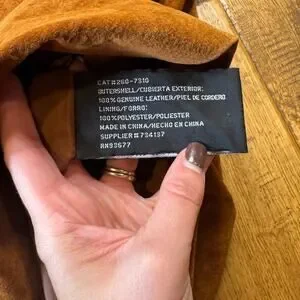 CAT#260-7310
OUTERSHELL/CUBIERTA EXTERIOR:
100% GENUINE LEATHER/PIEL DE CORDERO
LINING/FORRO:
100% POLYESTER/POLIESTER
MADE IN CHINA/HECHO EN CHINA
SUPPLIER# 734137
RN93677